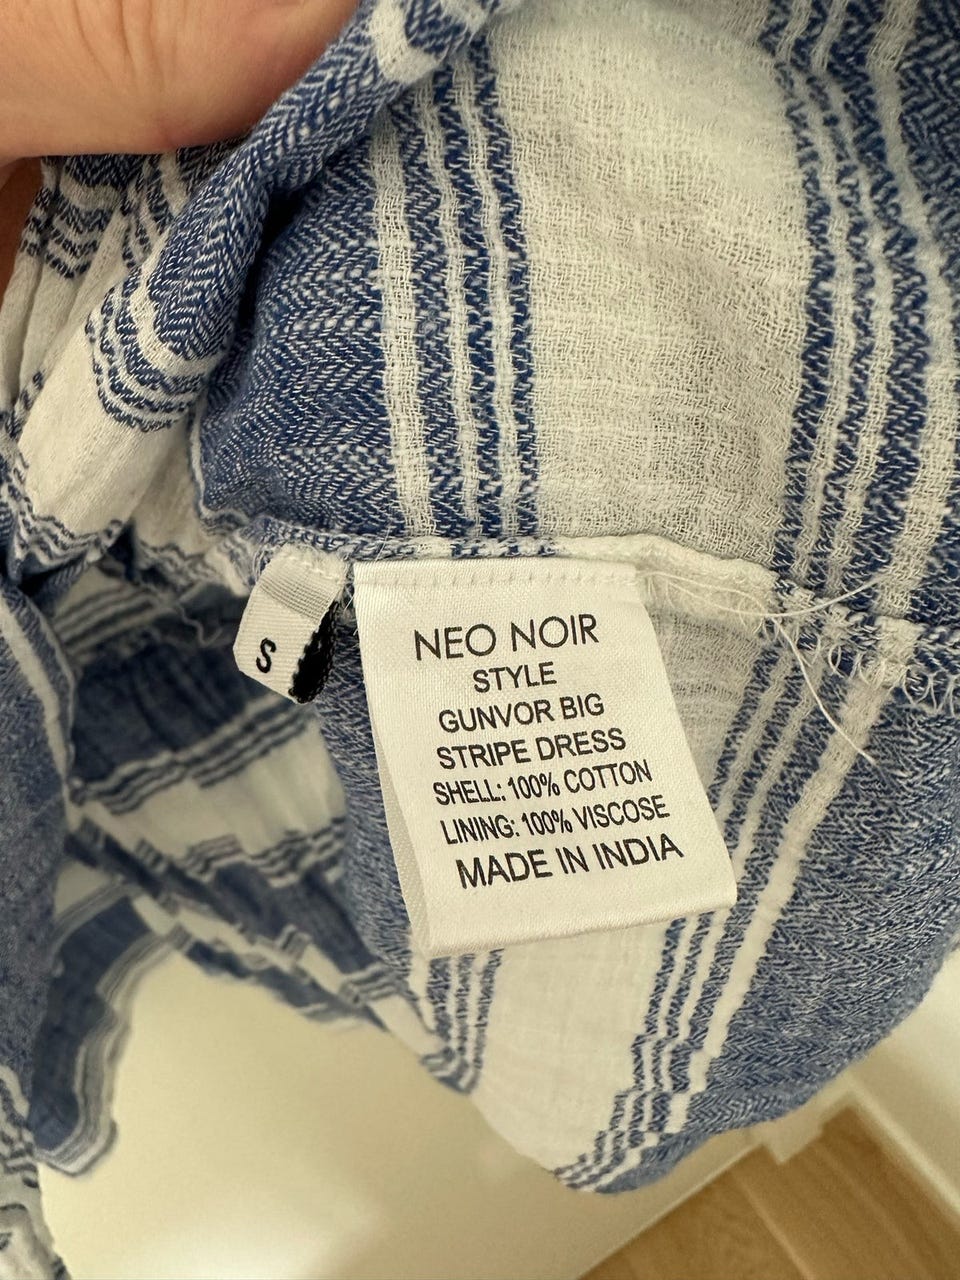 S
NEO NOIR
STYLE
GUNVOR BIG
STRIPE DRESS
SHELL: 100% COTTON
LINING: 100% VISCOSE
MADE IN INDIA